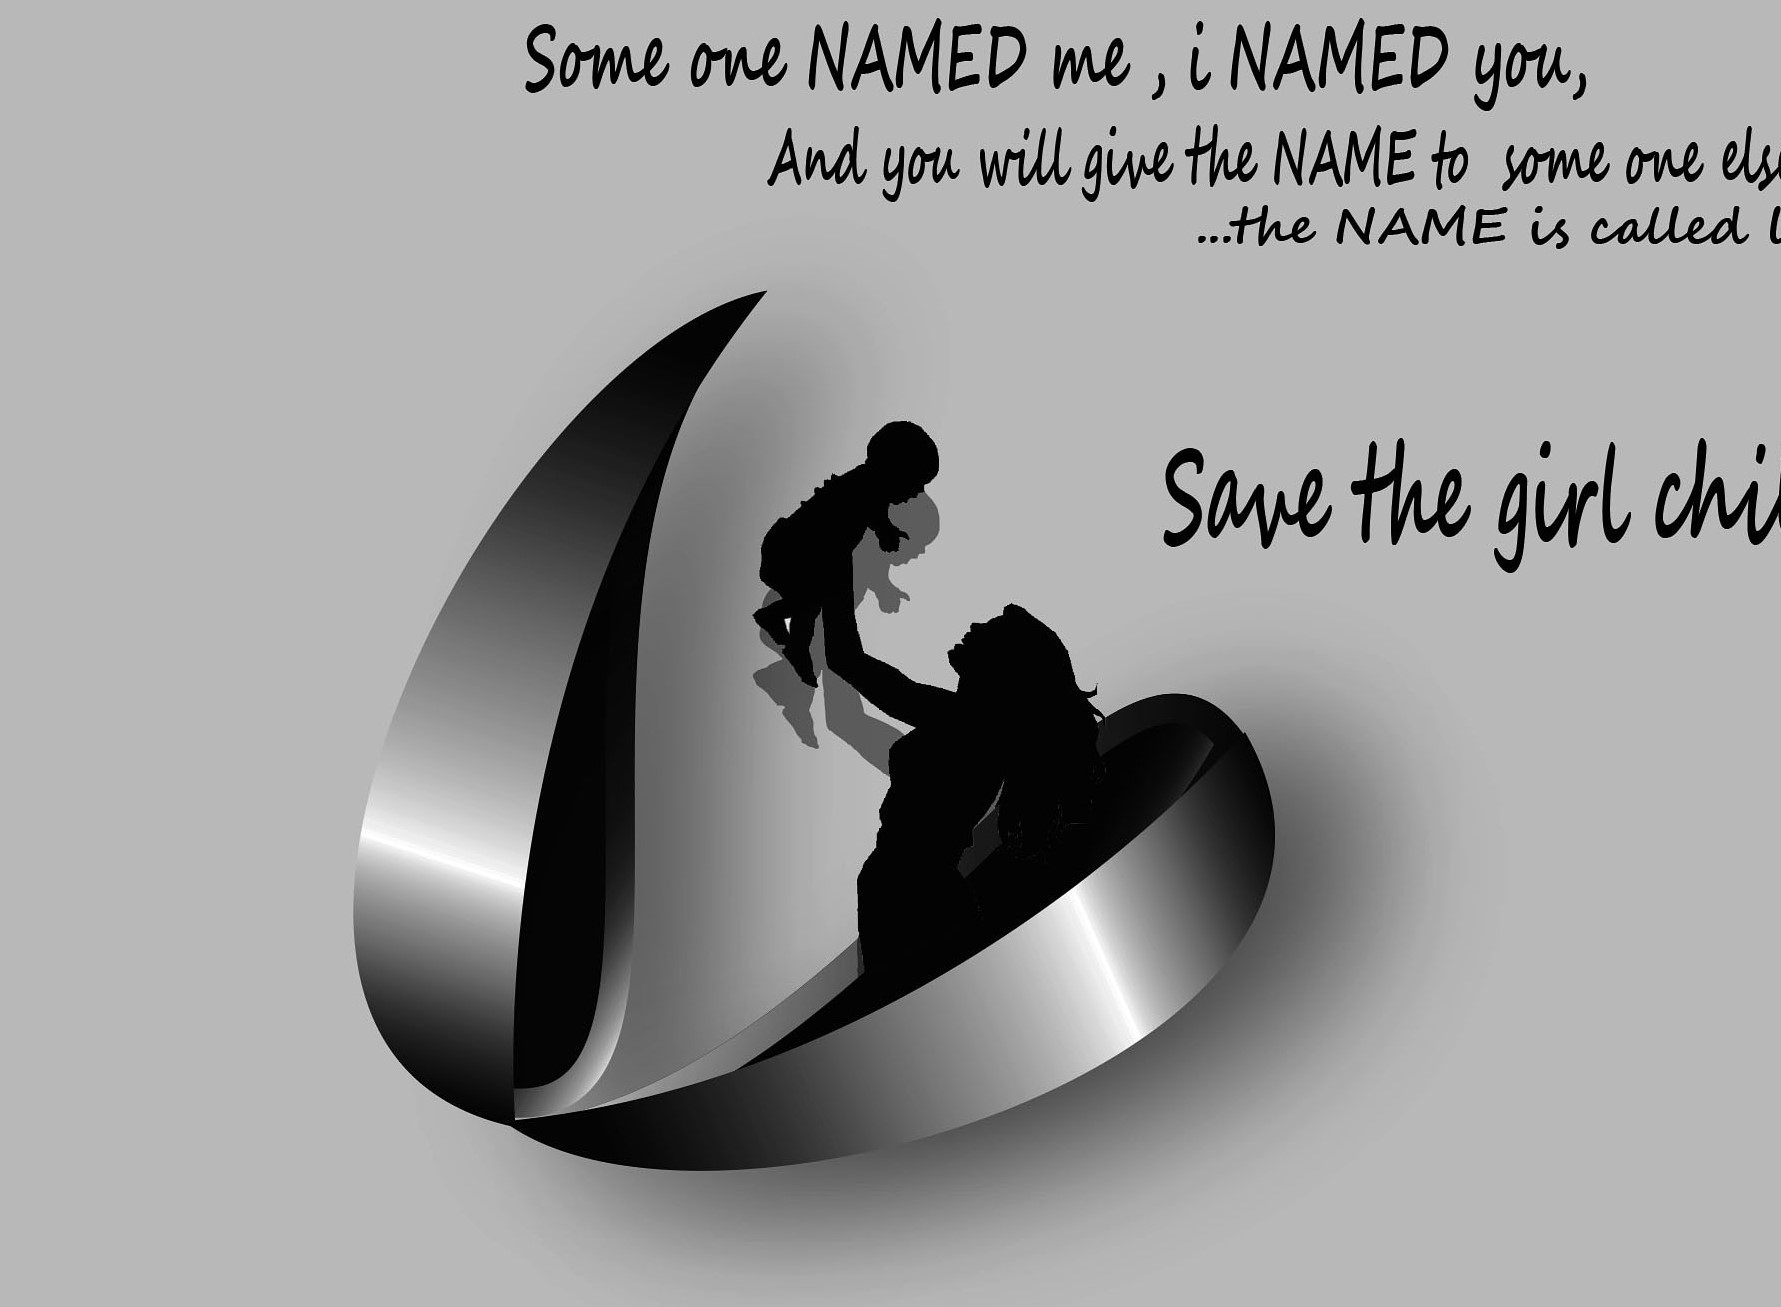 Some one NAMED me , i NAMED you,
And you will give the NAME to some one
...the NAME is called
Save the girl